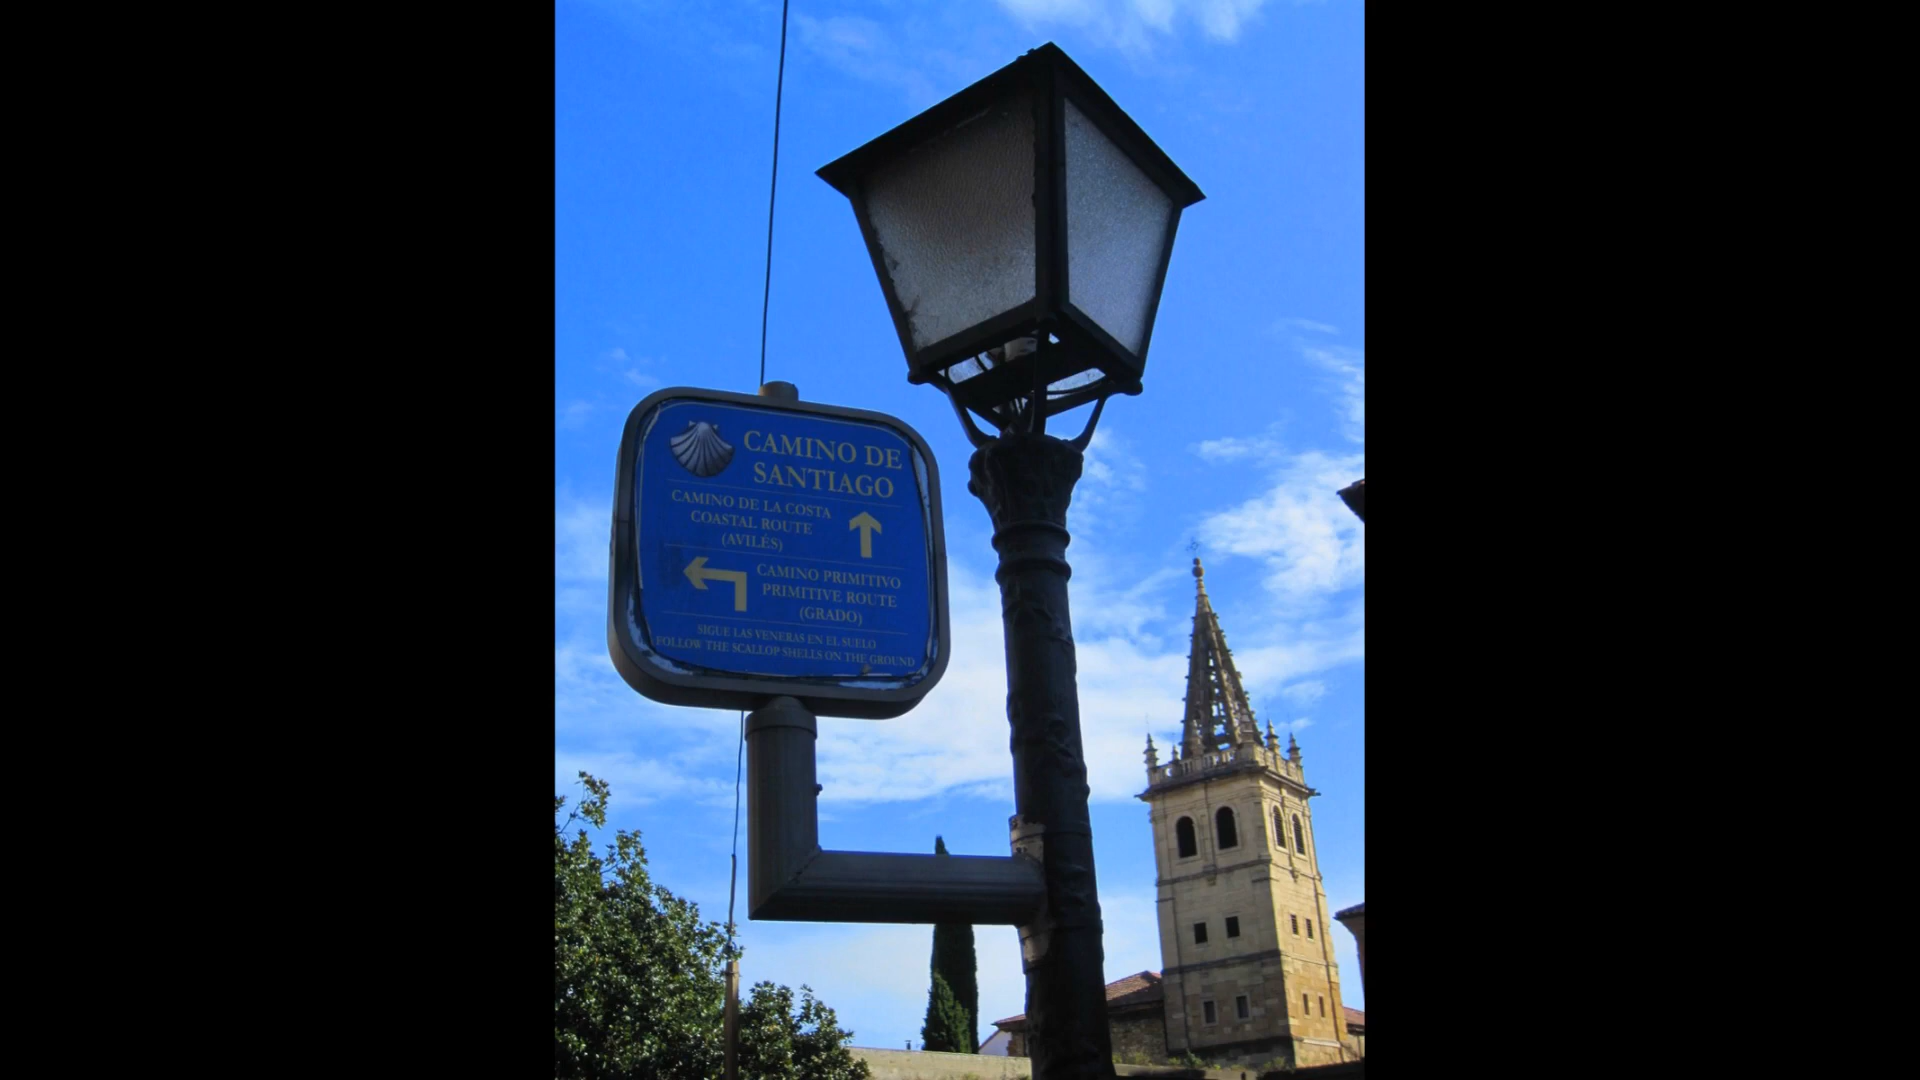 CAMINO DE
SANTIAGO
CAMINO DE LA COSTA
COASTAL ROUTE
(AVILÉS)
CAMINO PRIMITIVO
PRIMITIVE ROUTE
(GRADO)
SIGUE LAS VENERAS EN EL SUELO
FOLLOW THE SCALLOP SHELLS ON THE GROUND